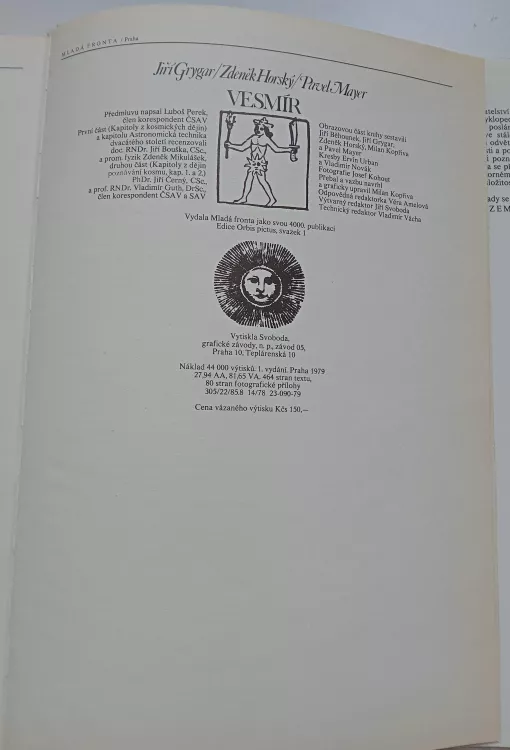 MLADÁ FRONTA / Praha
Jiří Grygar/Zdeněk Horský/Pavel Mayer
VESMÍR
Předmluvu napsal Luboš Perek,
člen korespondent ČSAV
První část (Kapitoly z kosmických dějin)
a kapitolu Astronomická technika
dvacátého století recenzovali
doc. RNDr. Jiří Bouška, CSc.,
a prom. fyzik Zdeněk Mikulášek,
druhou část (Kapitoly z dějin
poznávání kosmu, kap. 1. a 2.)
PhDr. Jiří Černý, CSc.,
a prof. RNDr. Vladimír Guth, DrSc.,
člen korespondent ČSAV a SAV
Obrazovou část knihy sestavili
Jiří Běhounek, Jiří Grygar,
Zdeněk Horský, Milan Kopřiva
a Pavel Mayer
Kresby Ervín Urban
a Vladimír Novák
Fotografie Josef Kohout
Přebal a vazbu navrhl
a graficky upravil Milan Kopřiva
Odpovědná redaktorka Věra Amelová
Výtvarný redaktor Jiří Svoboda
Technický redaktor Vladimír Vácha
Vydala Mladá fronta jako svou 4000. publikaci
Edice Orbis pictus, svazek 1
Vytiskla Svoboda,
grafické závody, n. p., závod 05,
Praha 10, Teplárenská 10
Náklad 44 000 výtisků. 1. vydání. Praha 1979
27,94 AA, 81,65 VA. 464 stran textu,
80 stran fotografické přílohy
305/22/85.8 14/78 23-090-79
Cena vázaného výtisku Kčs 150,—